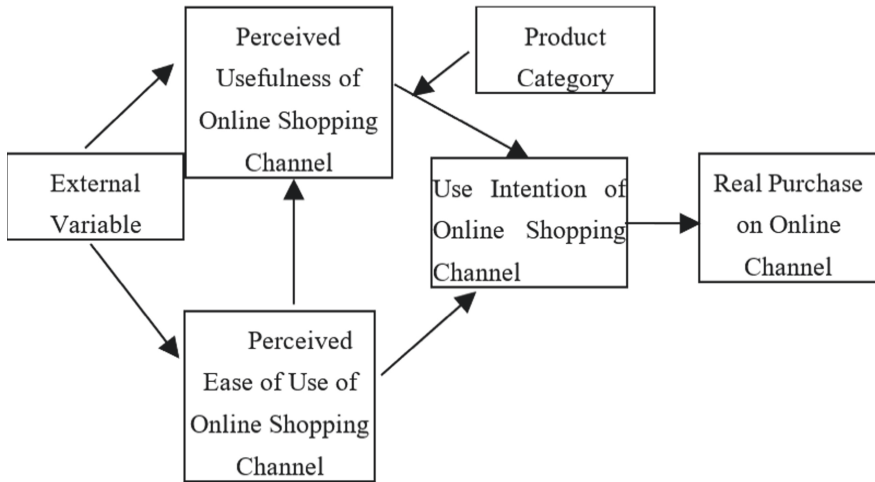 Perceived
Usefulness of
Online Shopping
Channel
Product
Category
External
Variable
Use Intention of
Online Shopping
Channel
Real Purchase
on Online
Channel
Perceived
Ease of Use of
Online Shopping
Channel